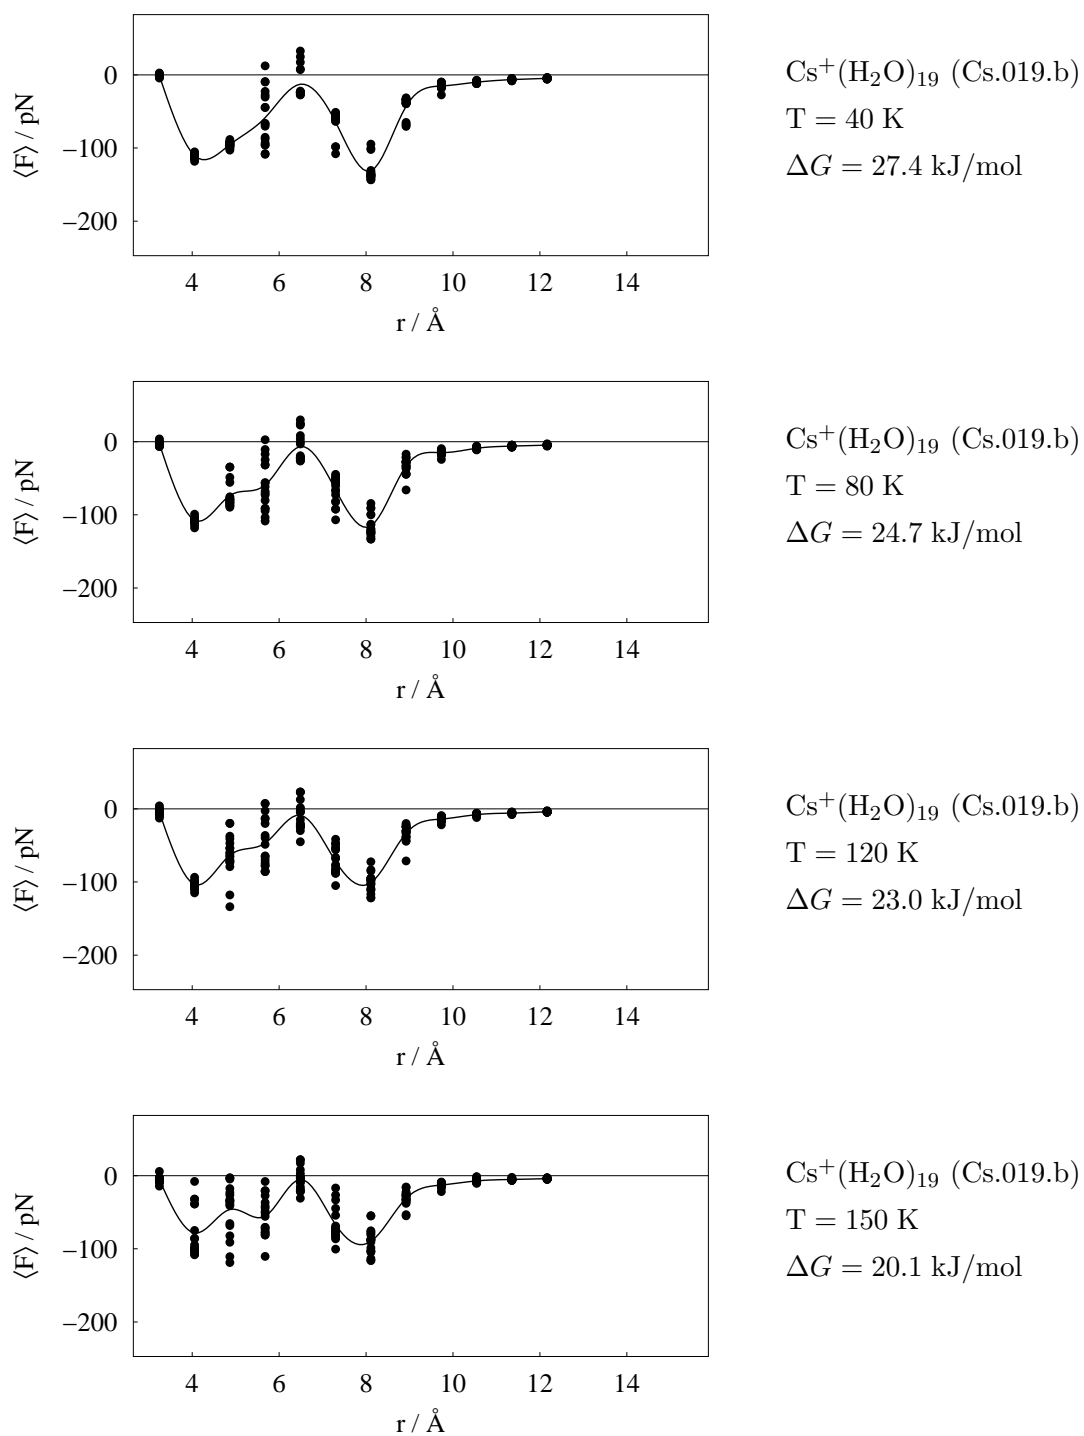 0
−100
−200
⟨F⟩ / pN
4 6 8 10 12 14
r / Å
Cs⁺(H₂O)₁₉ (Cs.019.b)
T = 40 K
ΔG = 27.4 kJ/mol
0
−100
−200
⟨F⟩ / pN
4 6 8 10 12 14
r / Å
Cs⁺(H₂O)₁₉ (Cs.019.b)
T = 80 K
ΔG = 24.7 kJ/mol
0
−100
−200
⟨F⟩ / pN
4 6 8 10 12 14
r / Å
Cs⁺(H₂O)₁₉ (Cs.019.b)
T = 120 K
ΔG = 23.0 kJ/mol
0
−100
−200
⟨F⟩ / pN
4 6 8 10 12 14
r / Å
Cs⁺(H₂O)₁₉ (Cs.019.b)
T = 150 K
ΔG = 20.1 kJ/mol